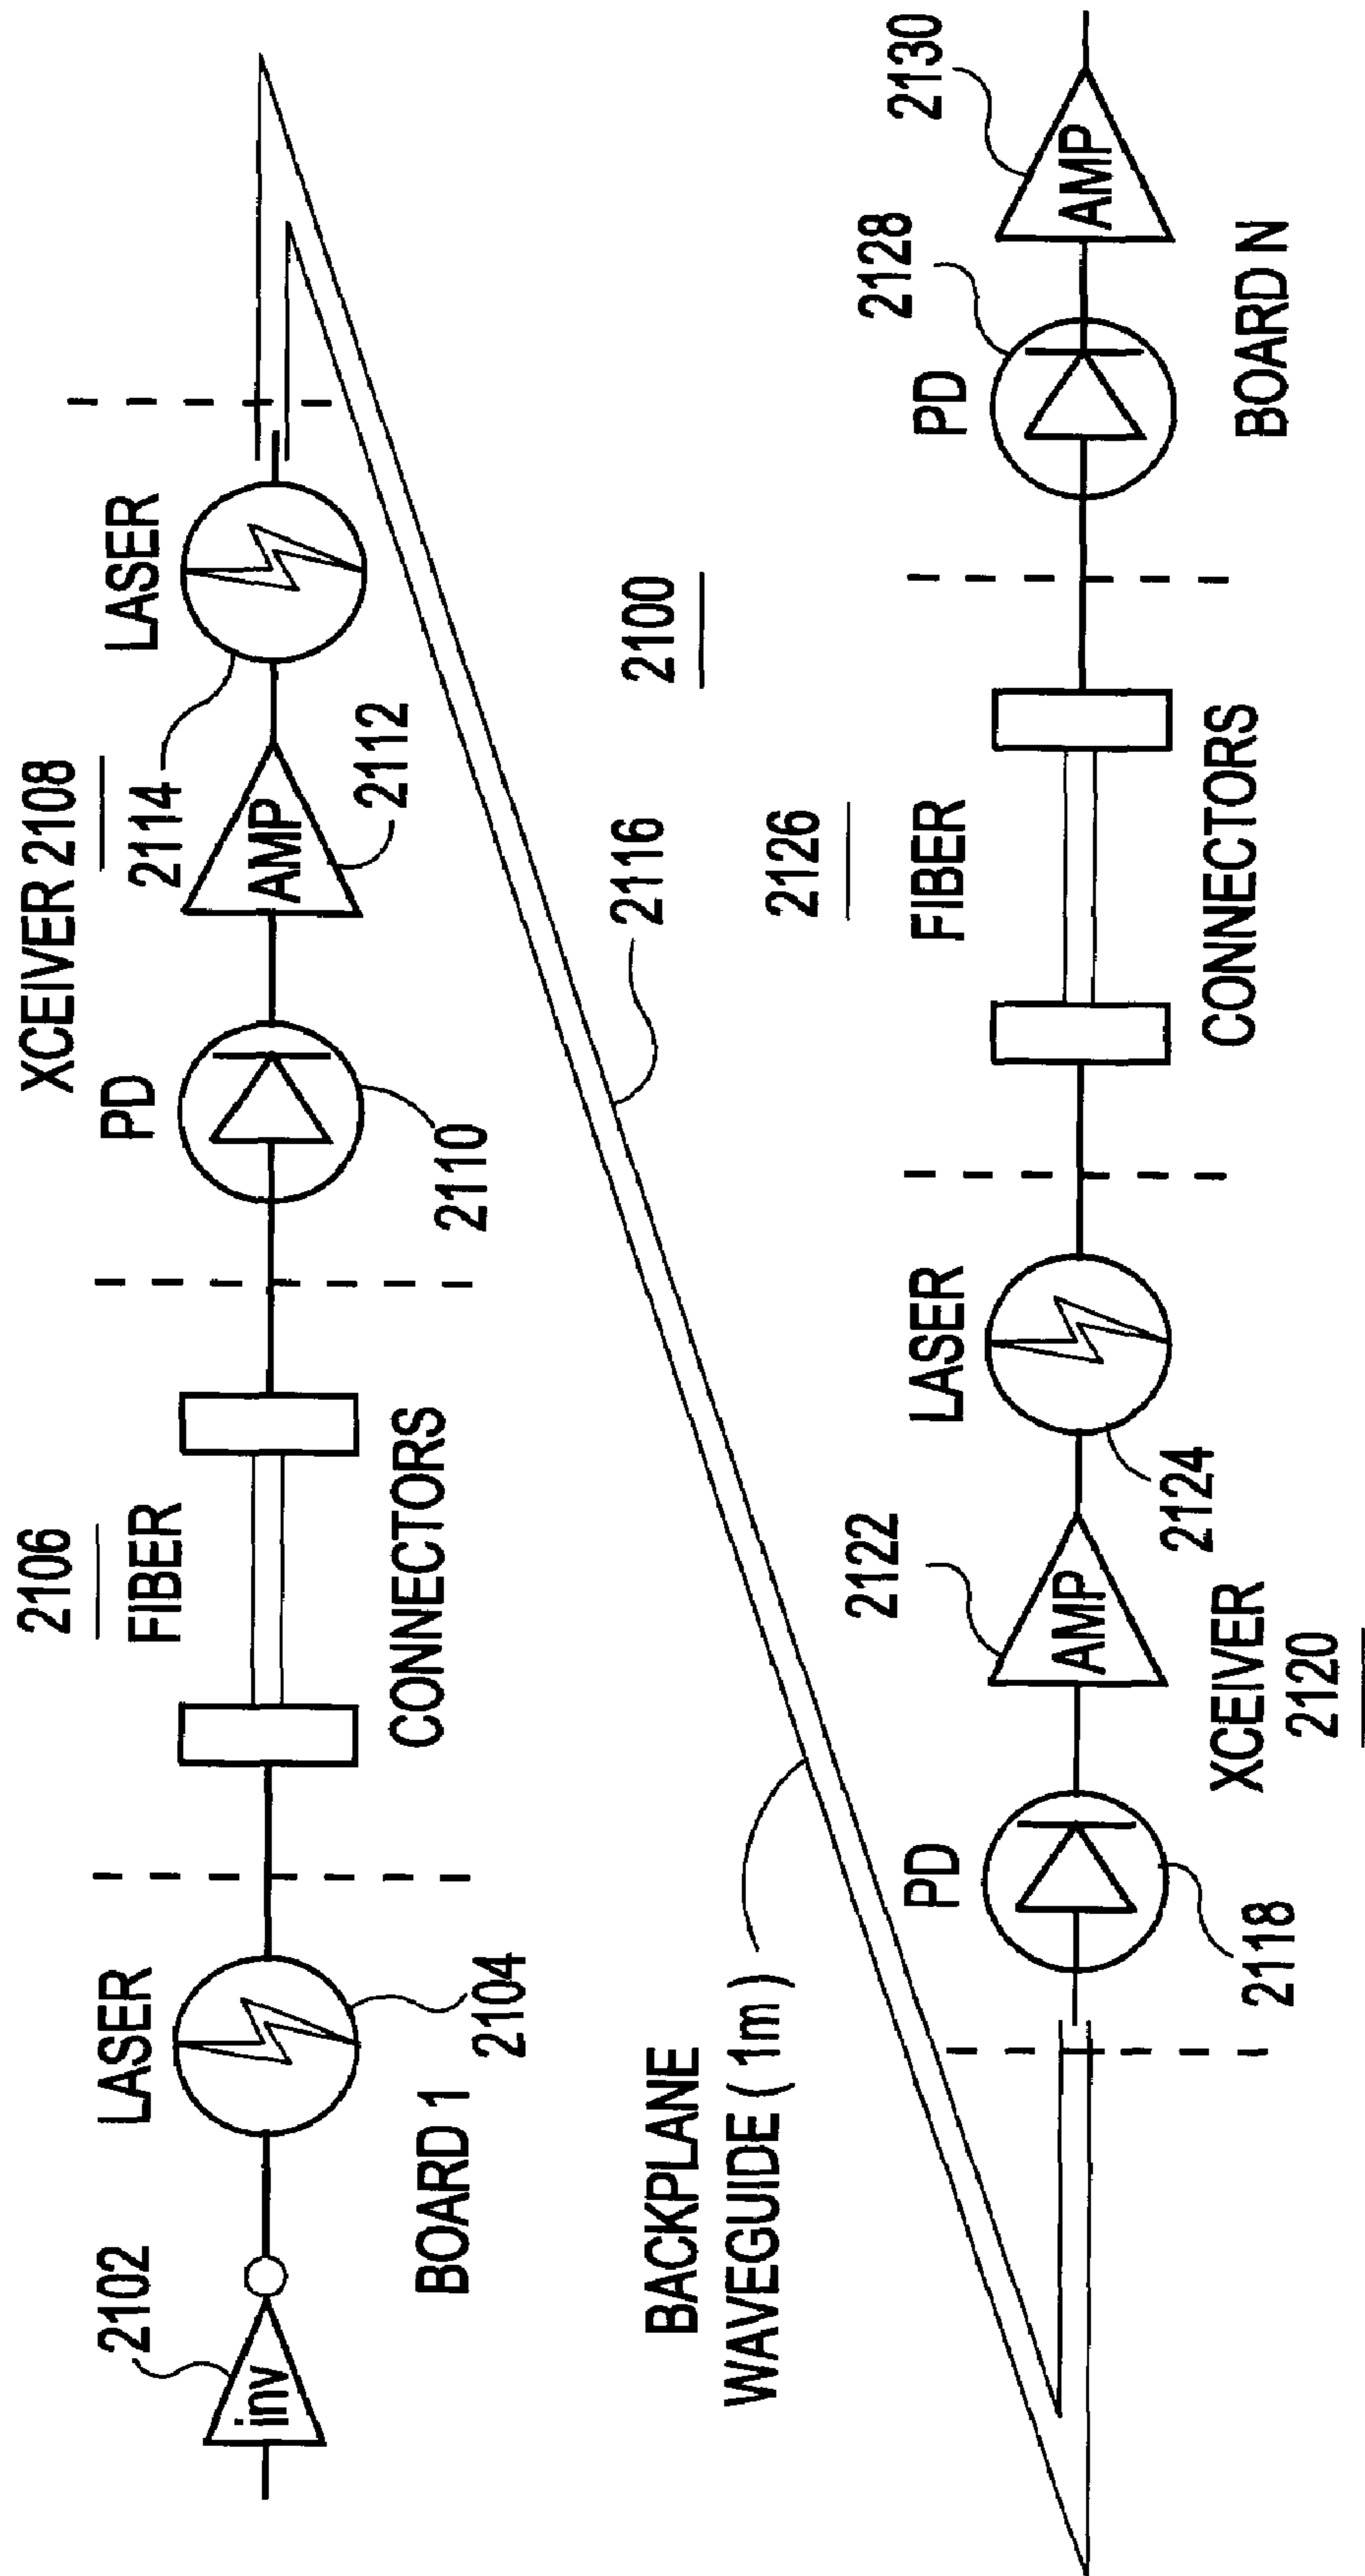 XCEIVER 2108
2106
FIBER
2102
LASER
PD
2114
LASER
inv
AMP
2104
BOARD 1
CONNECTORS
2110
2112
2100
2116
BACKPLANE
WAVEGUIDE ( 1m )
2126
2122
PD
LASER
FIBER
PD
2128
2130
AMP
AMP
2118
XCEIVER
2120
2124
CONNECTORS
BOARD N